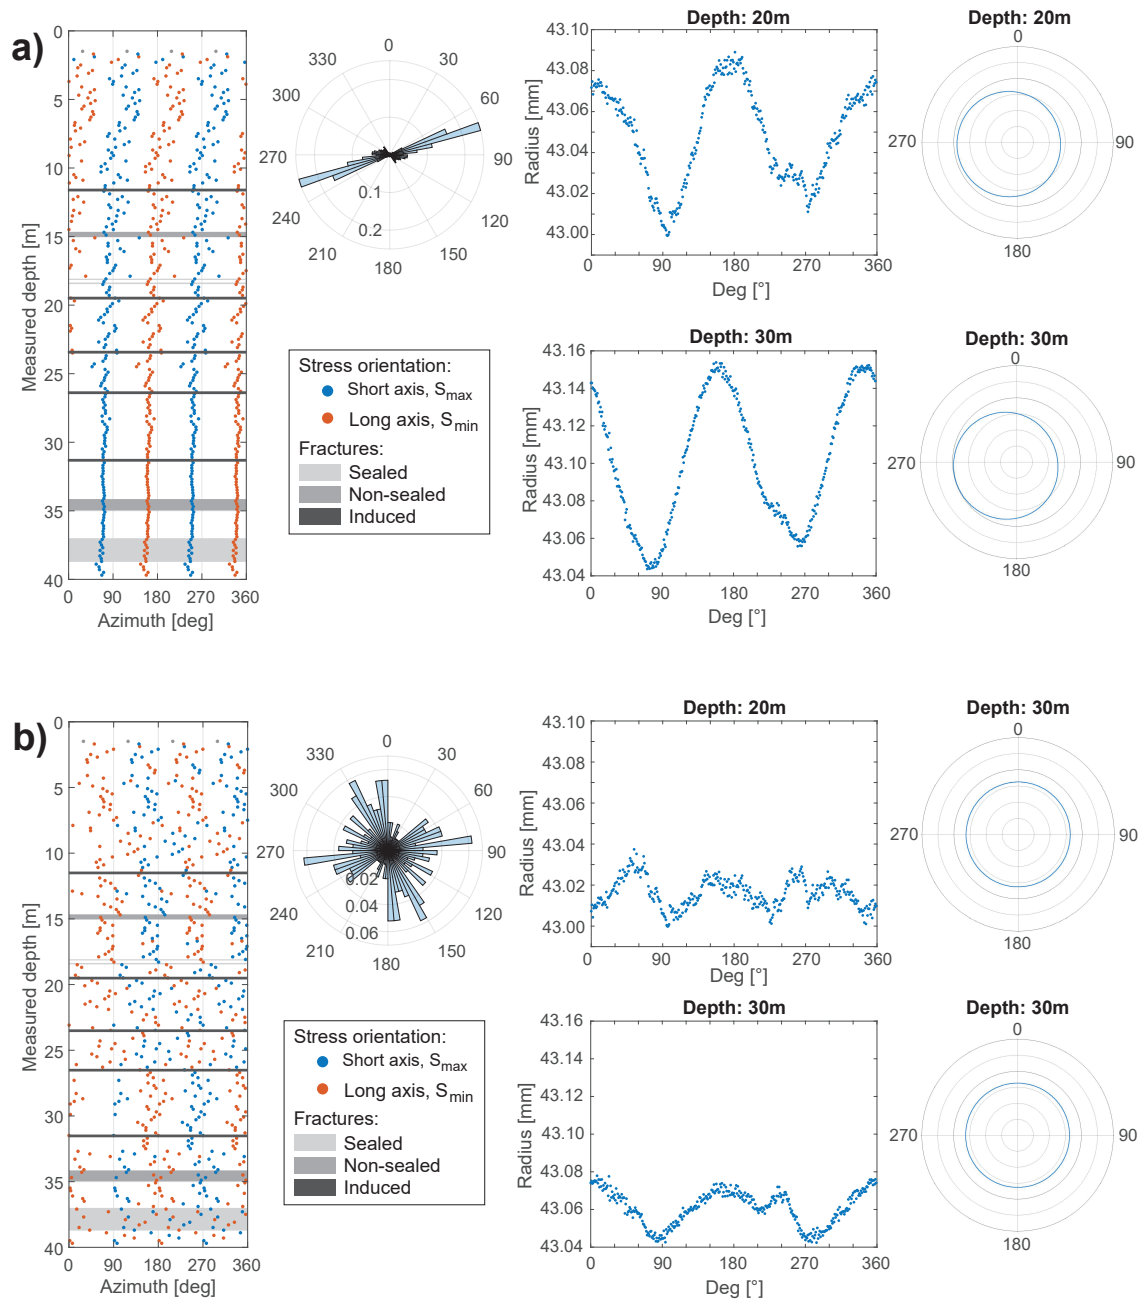 a)
0
5
10
15
20
25
30
35
40
Measured depth [m]
0 90 180 270 360
Azimuth [deg]
0
30
60
90
120
150
180
210
240
270
300
330
0.1
0.2
Stress orientation:
Short axis, Smax
Long axis, Smin
Fractures:
Sealed
Non-sealed
Induced
Depth: 20m
43.10
43.08
43.06
43.04
43.02
43.00
Radius [mm]
0 90 180 270 360
Deg [°]
Depth: 20m
0
90
180
270
Depth: 30m
43.16
43.14
43.12
43.10
43.08
43.06
43.04
Radius [mm]
0 90 180 270 360
Deg [°]
Depth: 30m
0
90
180
270
b)
0
5
10
15
20
25
30
35
40
Measured depth [m]
0 90 180 270 360
Azimuth [deg]
0
30
60
90
120
150
180
210
240
270
300
330
0.02
0.04
0.06
Stress orientation:
Short axis, Smax
Long axis, Smin
Fractures:
Sealed
Non-sealed
Induced
Depth: 20m
43.10
43.08
43.06
43.04
43.02
43.00
Radius [mm]
0 90 180 270 360
Deg [°]
Depth: 30m
0
90
180
270
Depth: 30m
43.16
43.14
43.12
43.10
43.08
43.06
43.04
Radius [mm]
0 90 180 270 360
Deg [°]
Depth: 30m
0
90
180
270